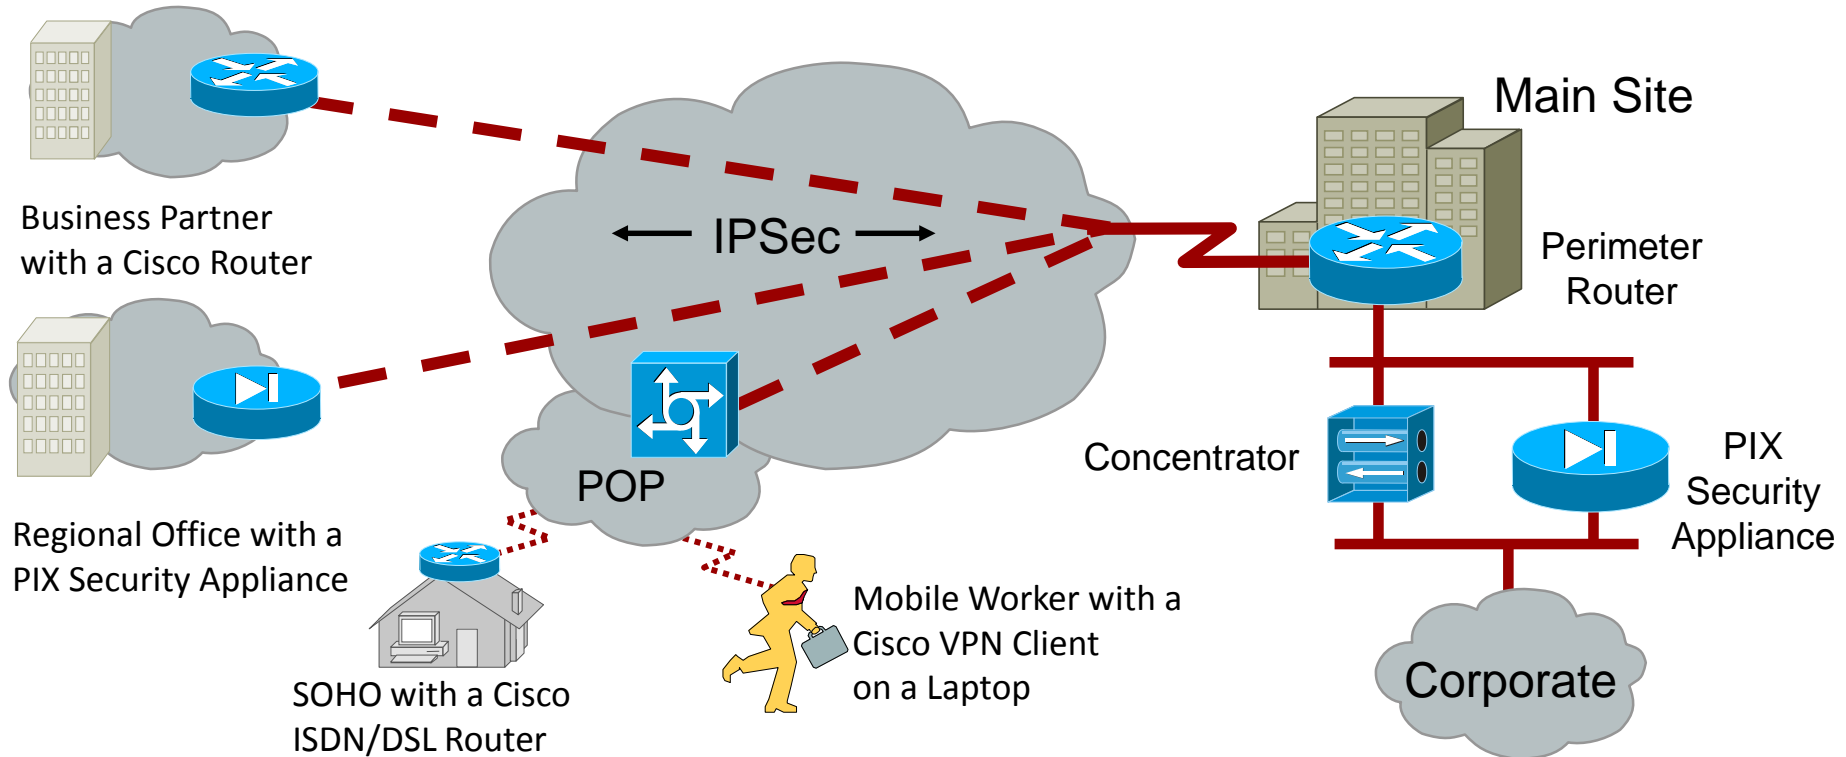 Main Site
Business Partner
with a Cisco Router
IPSec
Perimeter
Router
Concentrator
PIX
Security
Appliance
POP
Regional Office with a
PIX Security Appliance
Mobile Worker with a
Cisco VPN Client
on a Laptop
SOHO with a Cisco
ISDN/DSL Router
Corporate